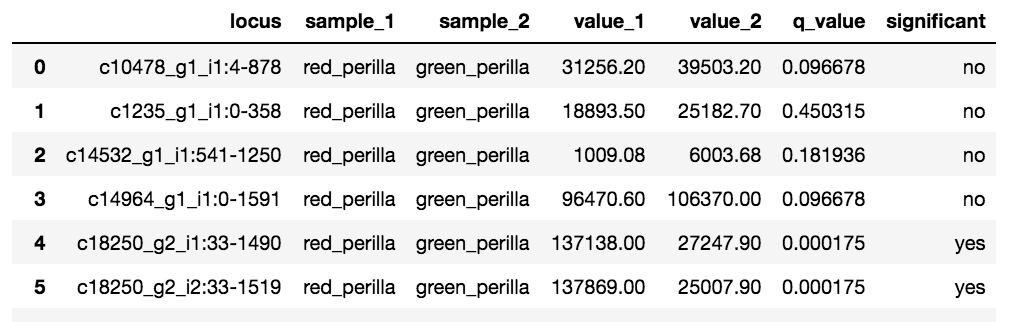 locus sample_1 sample_2 value_1 value_2 q_value significant
0 c10478_g1_i1:4-878 red_perilla green_perilla 31256.20 39503.20 0.096678 no
1 c1235_g1_i1:0-358 red_perilla green_perilla 18893.50 25182.70 0.450315 no
2 c14532_g1_i1:541-1250 red_perilla green_perilla 1009.08 6003.68 0.181936 no
3 c14964_g1_i1:0-1591 red_perilla green_perilla 96470.60 106370.00 0.096678 no
4 c18250_g2_i1:33-1490 red_perilla green_perilla 137138.00 27247.90 0.000175 yes
5 c18250_g2_i2:33-1519 red_perilla green_perilla 137869.00 25007.90 0.000175 yes